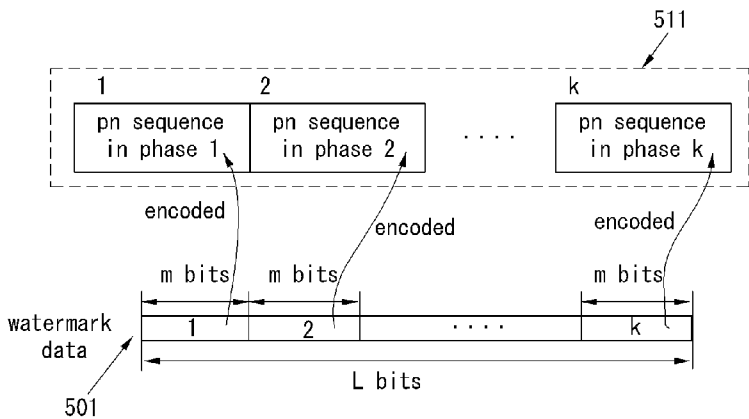 511
1 2 k
pn sequence
in phase 1
pn sequence
in phase 2
. . . .
pn sequence
in phase k
encoded
encoded
encoded
m bits
m bits
m bits
watermark
data
1 2 . . . . k
L bits
501